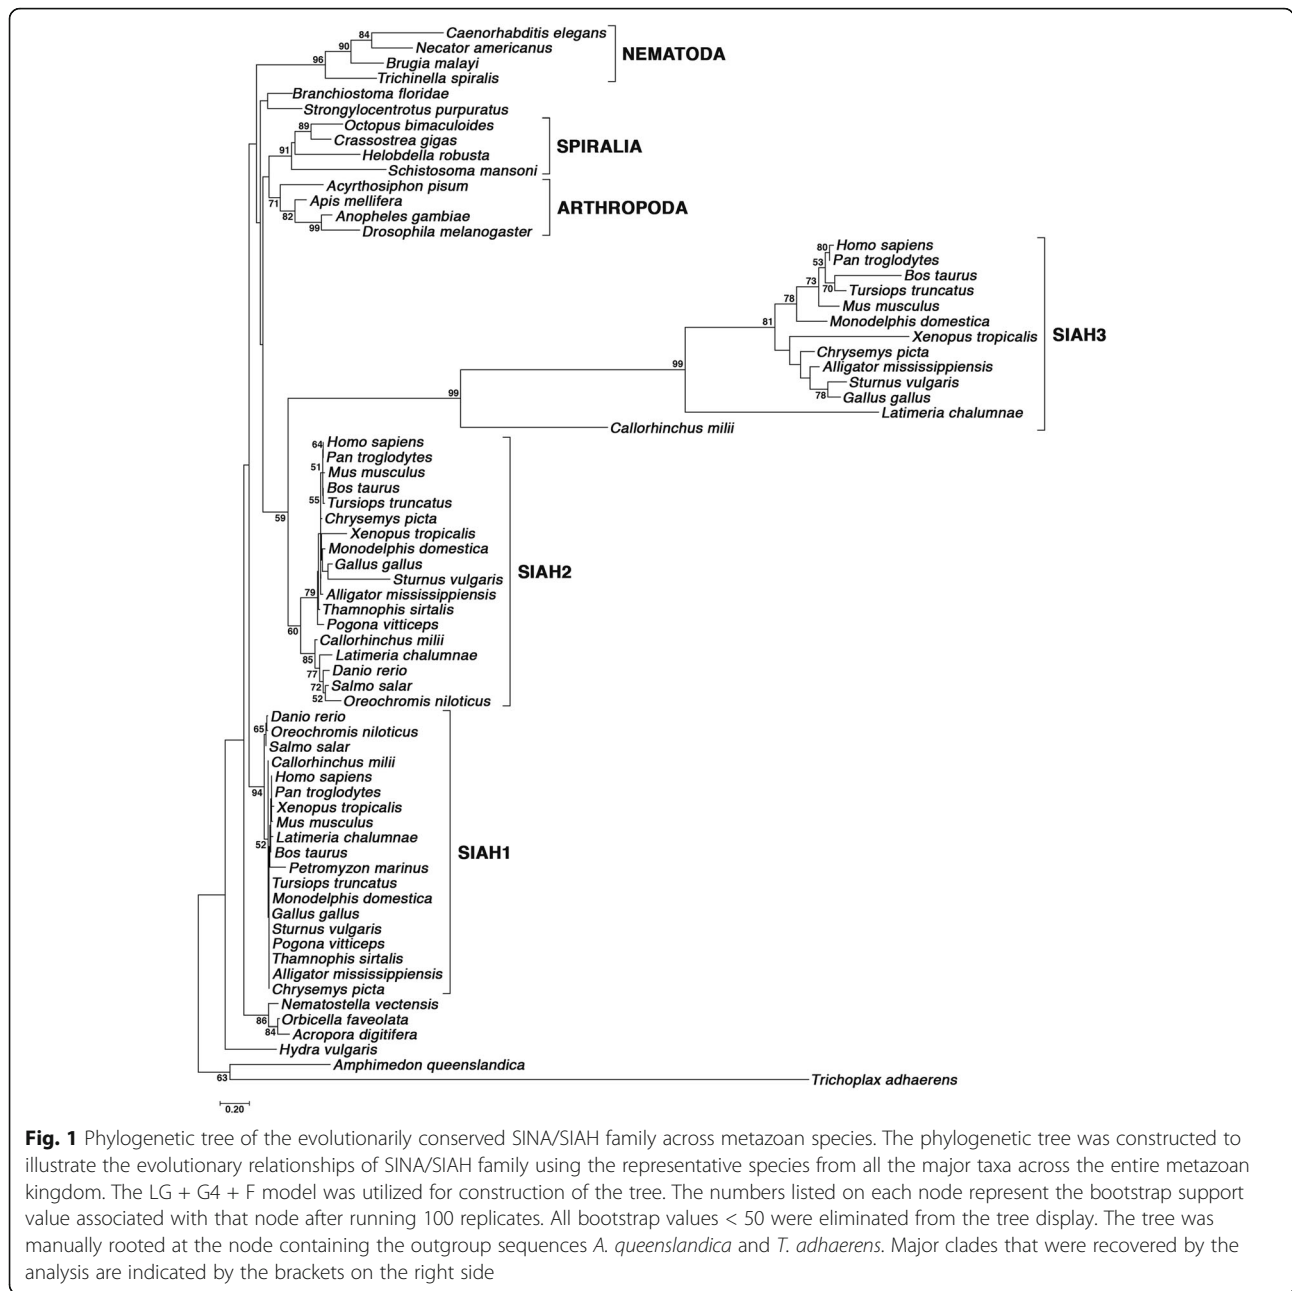 84
Caenorhabditis elegans
90
Necator americanus
96
Brugia malayi
NEMATODA
Trichinella spiralis
Branchiostoma floridae
Strongylocentrotus purpuratus
89
Octopus bimaculoides
Crassostrea gigas
91
Helobdella robusta
SPIRALIA
Schistosoma mansoni
Acyrthosiphon pisum
71
Apis mellifera
82
Anopheles gambiae
ARTHROPODA
99
Drosophila melanogaster
80
Homo sapiens
53
Pan troglodytes
73
Bos taurus
70
Tursiops truncatus
78
Mus musculus
81
Monodelphis domestica
Xenopus tropicalis
SIAH3
Chrysemys picta
99
Alligator mississippiensis
Sturnus vulgaris
78
Gallus gallus
99
Latimeria chalumnae
Callorhinchus milii
64
Homo sapiens
Pan troglodytes
51
Mus musculus
Bos taurus
55
Tursiops truncatus
59
Chrysemys picta
Xenopus tropicalis
Monodelphis domestica
Gallus gallus
SIAH2
Sturnus vulgaris
79
Alligator mississippiensis
Thamnophis sirtalis
60
Pogona vitticeps
Callorhinchus milii
85
Latimeria chalumnae
77
Danio rerio
72
Salmo salar
52
Oreochromis niloticus
Danio rerio
65
Oreochromis niloticus
Salmo salar
Callorhinchus milii
Homo sapiens
94
Pan troglodytes
Xenopus tropicalis
Mus musculus
Latimeria chalumnae
52
Bos taurus
SIAH1
Petromyzon marinus
Tursiops truncatus
Monodelphis domestica
Gallus gallus
Sturnus vulgaris
Pogona vitticeps
Thamnophis sirtalis
Alligator mississippiensis
Chrysemys picta
Nematostella vectensis
86
Orbicella faveolata
84
Acropora digitifera
Hydra vulgaris
Amphimedon queenslandica
63
Trichoplax adhaerens
0.20
Fig. 1 Phylogenetic tree of the evolutionarily conserved SINA/SIAH family across metazoan species. The phylogenetic tree was constructed to
illustrate the evolutionary relationships of SINA/SIAH family using the representative species from all the major taxa across the entire metazoan
kingdom. The LG + G4 + F model was utilized for construction of the tree. The numbers listed on each node represent the bootstrap support
value associated with that node after running 100 replicates. All bootstrap values < 50 were eliminated from the tree display. The tree was
manually rooted at the node containing the outgroup sequences A. queenslandica and T. adhaerens. Major clades that were recovered by the
analysis are indicated by the brackets on the right side